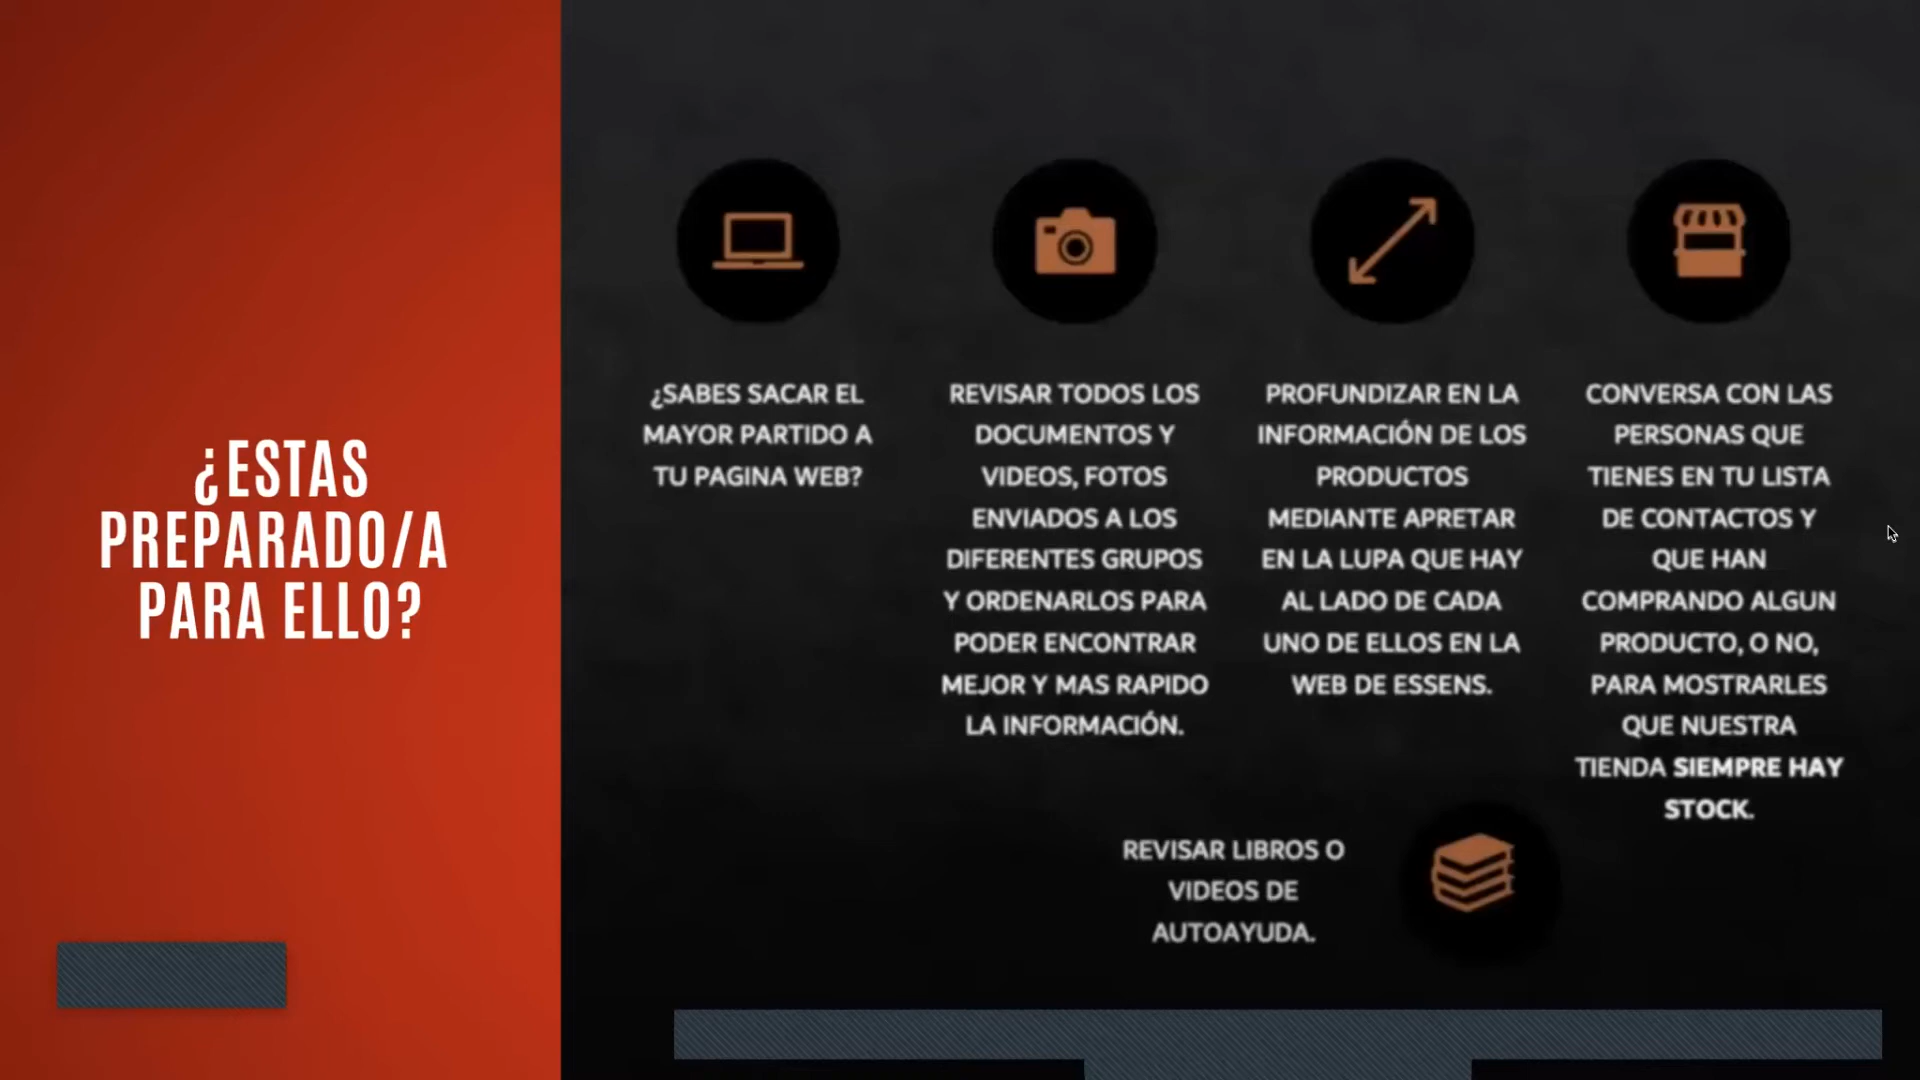 ¿ESTAS
PREPARADO/A
PARA ELLO?
¿SABES SACAR EL
MAYOR PARTIDO A
TU PAGINA WEB?
REVISAR TODOS LOS
DOCUMENTOS Y
VIDEOS, FOTOS
ENVIADOS A LOS
DIFERENTES GRUPOS
Y ORDENARLOS PARA
PODER ENCONTRAR
MEJOR Y MAS RAPIDO
LA INFORMACIÓN.
PROFUNDIZAR EN LA
INFORMACIÓN DE LOS
PRODUCTOS
MEDIANTE APRETAR
EN LA LUPA QUE HAY
AL LADO DE CADA
UNO DE ELLOS EN LA
WEB DE ESSENS.
CONVERSA CON LAS
PERSONAS QUE
TIENES EN TU LISTA
DE CONTACTOS Y
QUE HAN
COMPRANDO ALGUN
PRODUCTO, O NO,
PARA MOSTRARLES
QUE NUESTRA
TIENDA SIEMPRE HAY
STOCK.
REVISAR LIBROS O
VIDEOS DE
AUTOAYUDA.